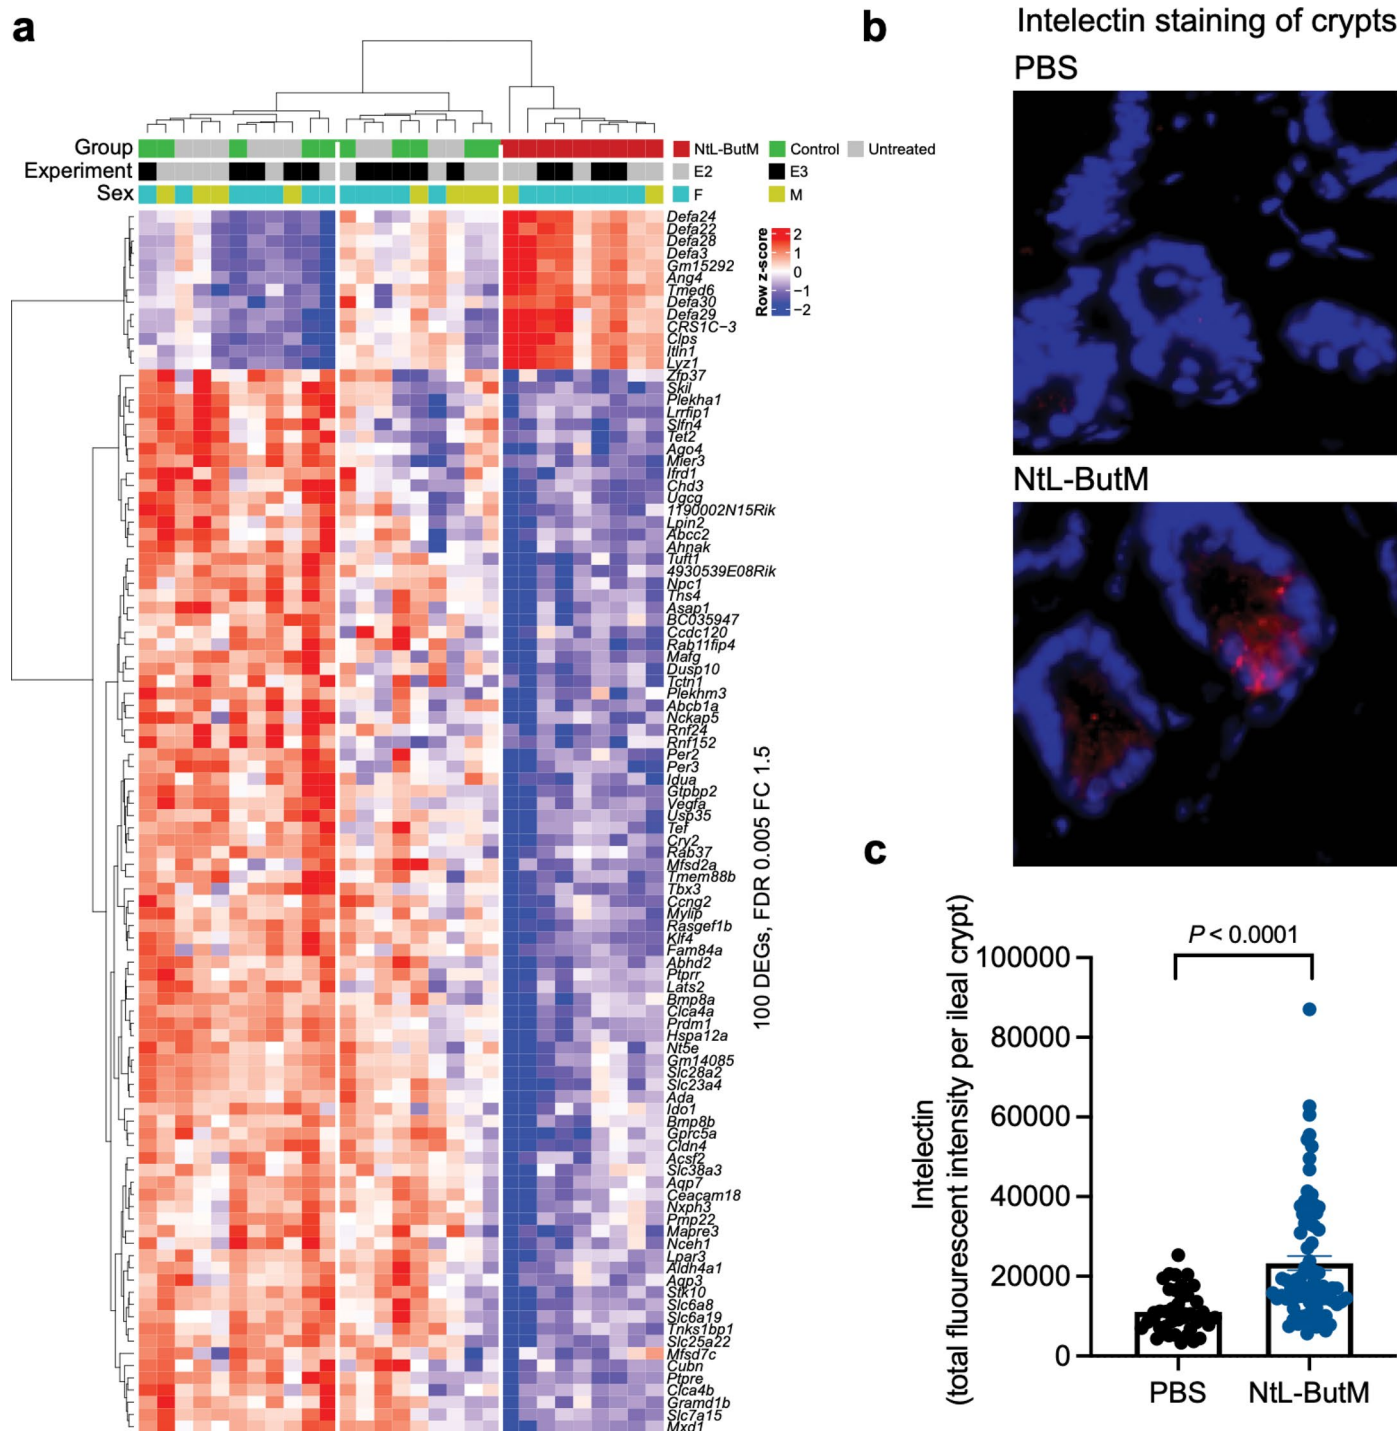 a
Group
Experiment
Sex
NtL-ButM
Control
Untreated
E2
E3
F
M
Row z-score
2
1
0
−1
−2
Defa24
Defa22
Defa28
Defa3
Gm15292
Ang4
Tmed6
Defa30
Defa29
CRS1C−3
Clps
Itln1
Lyz1
Zfp37
Skil
Plekha1
Lrrfip1
Slfn4
Tet2
Ago4
Mier3
Ifrd1
Chd3
Ugcg
1190002N15Rik
Lpin2
Abcc2
Ahnak
Tuft1
4930539E08Rik
Npc1
Tns4
Asap1
BC035947
Ccdc120
Rab11fip4
Mafg
Dusp10
Tctn1
Plekhm3
Abcb1a
Nckap5
Rnf24
Rnf152
Per2
Per3
Idua
Gtpbp2
Vegfa
Usp35
Tef
Cry2
Rab37
Mfsd2a
Tmem88b
Tbx3
Ccng2
Mylip
Rasgef1b
Klf4
Fam84a
Abhd2
Ptprr
Lats2
Bmp8a
Clca4a
Prdm1
Hspa12a
Nt5e
Gm14085
Slc28a2
Slc23a4
Ada
Ido1
Bmp8b
Gprc5a
Cldn4
Acsf2
Slc38a3
Aqp7
Ceacam18
Nxph3
Pmp22
Mapre3
Nceh1
Lpar3
Aldh4a1
Aqp3
Stk10
Slc6a8
Slc6a19
Tnks1bp1
Slc25a22
Mfsd7c
Cubn
Ptpre
Clca4b
Gramd1b
Slc7a15
Mxd1
100 DEGs, FDR 0.005 FC 1.5
b
Intelectin staining of crypts
PBS
NtL-ButM
c
Intelectin
(total fluorescent intensity per ileal crypt)
P < 0.0001
100000
80000
60000
40000
20000
0
PBS
NtL-ButM